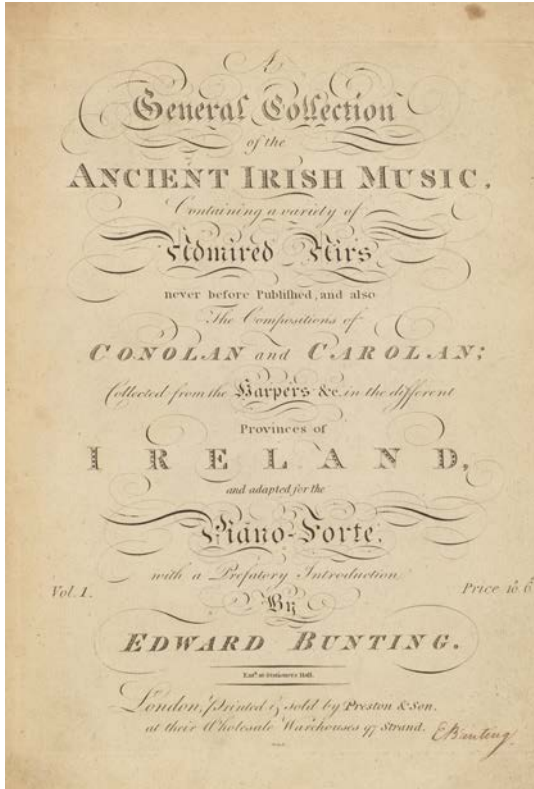 A
General Collection
of the
ANCIENT IRISH MUSIC,
Containing a variety of
Admired Airs
never before Publiſhed, and also
The Compositions of
CONOLAN and CAROLAN;
Collected from the Harpers &c. in the different
Provinces of
IRELAND,
and adapted for the
Piano-Forte;
with a Prefatory Introduction
Vol. I.
Price 10.6
By
EDWARD BUNTING.
Ent.d at Stationers Hall.
London, Printed & sold by Preston & Son.
at their Wholesale Warehouses 97 Strand.
E Bunting.